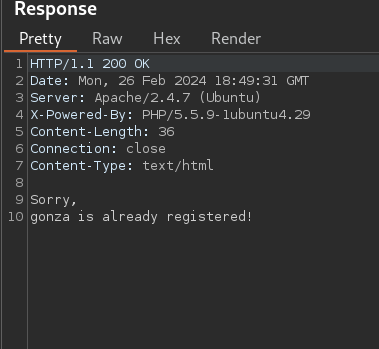 Response
Pretty Raw Hex Render
1 HTTP/1.1 200 OK
2 Date: Mon, 26 Feb 2024 18:49:31 GMT
3 Server: Apache/2.4.7 (Ubuntu)
4 X-Powered-By: PHP/5.5.9-1ubuntu4.29
5 Content-Length: 36
6 Connection: close
7 Content-Type: text/html
8
9 Sorry,
10 gonza is already registered!